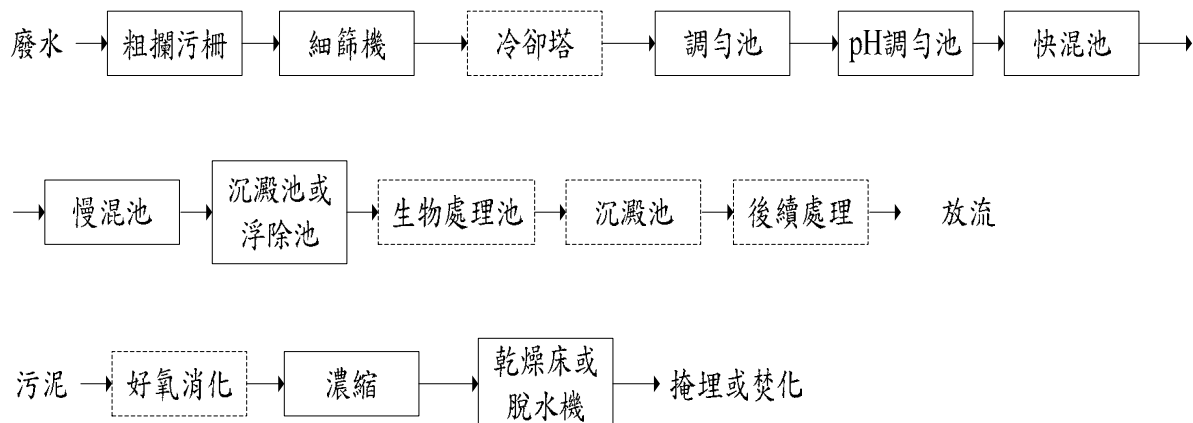 廢水 粗攔污柵 細篩機 冷卻塔 調勻池 pH調勻池 快混池
慢混池 沉澱池或 生物處理池 沉澱池 後續處理 放流
浮除池
污泥 好氧消化 濃縮 乾燥床或 掩埋或焚化
脫水機